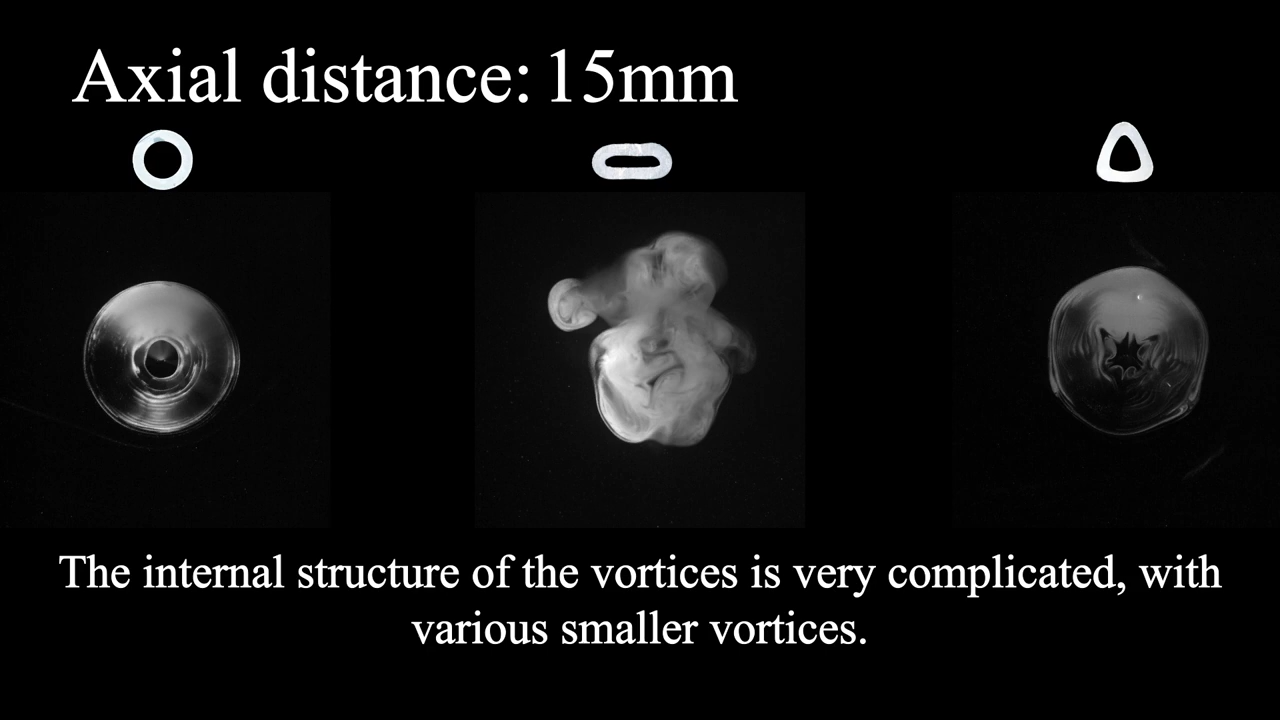 Axial distance: 15mm
The internal structure of the vortices is very complicated, with
various smaller vortices.